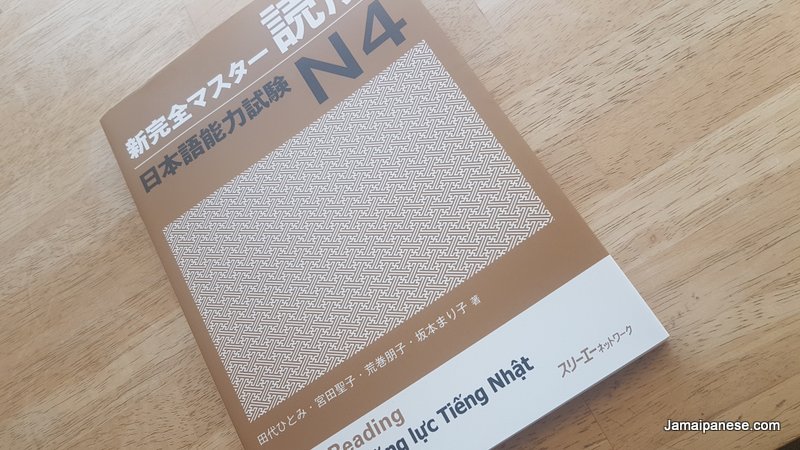 新完全マスター 読
日本語能力試験 N4
田代ひとみ・宮田聖子・荒巻朋子・坂本まり子 著
Reading
lực Tiếng Nhật
スリーエーネットワーク
Jamaipanese.com